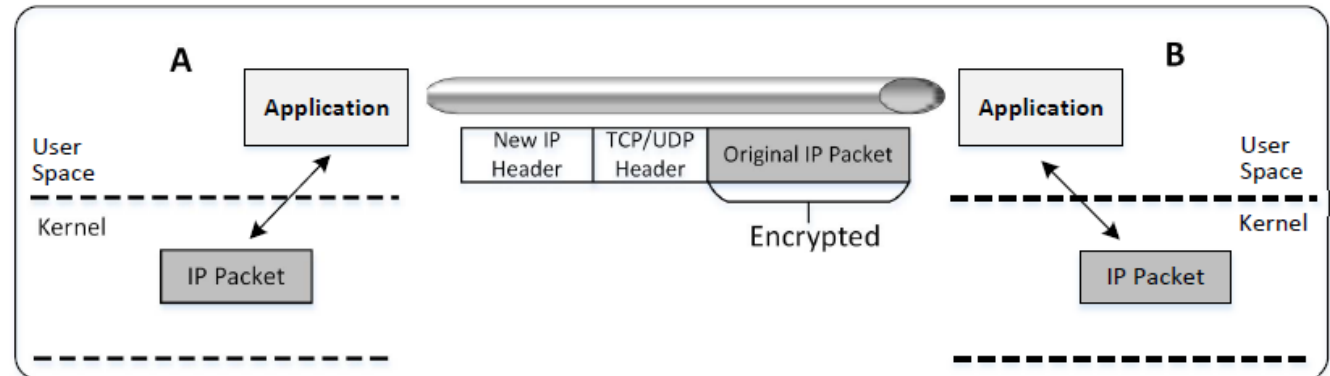 A
Application
User
Space
Kernel
IP Packet
New IP
Header
TCP/UDP
Header
Original IP Packet
Encrypted
B
Application
User
Space
Kernel
IP Packet